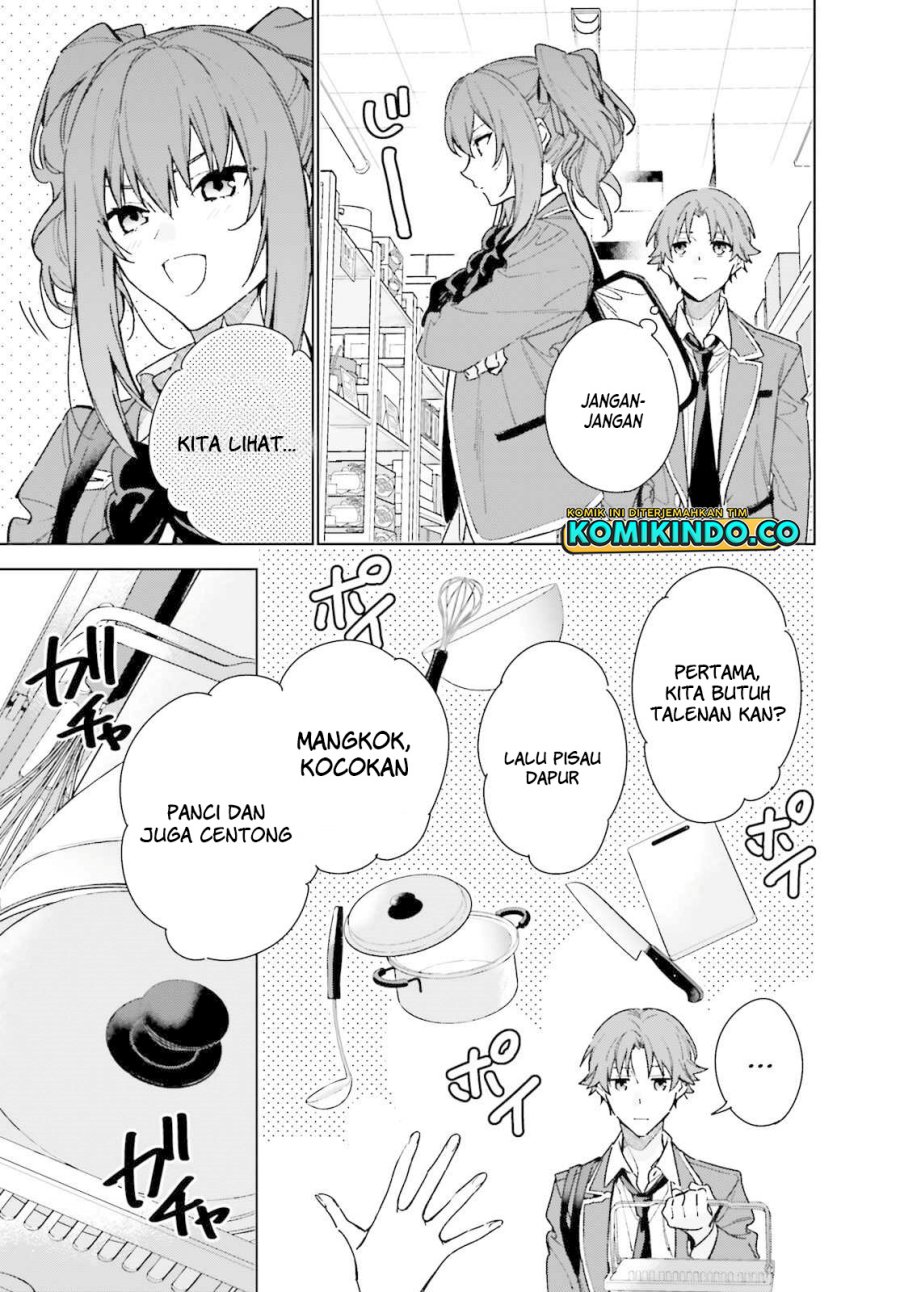 じー
JANGAN-
JANGAN
KITA LIHAT...
KOMIK INI DITERJEMAHKAN TIM
KOMIKINDO.CO
PERTAMA,
KITA BUTUH
TALENAN KAN?
ポイ
LALU PISAU
DAPUR
ポイ
MANGKOK,
KOCOKAN
PANCI DAN
JUGA CENTONG
ポイ
ガチャ
...
ガチャ